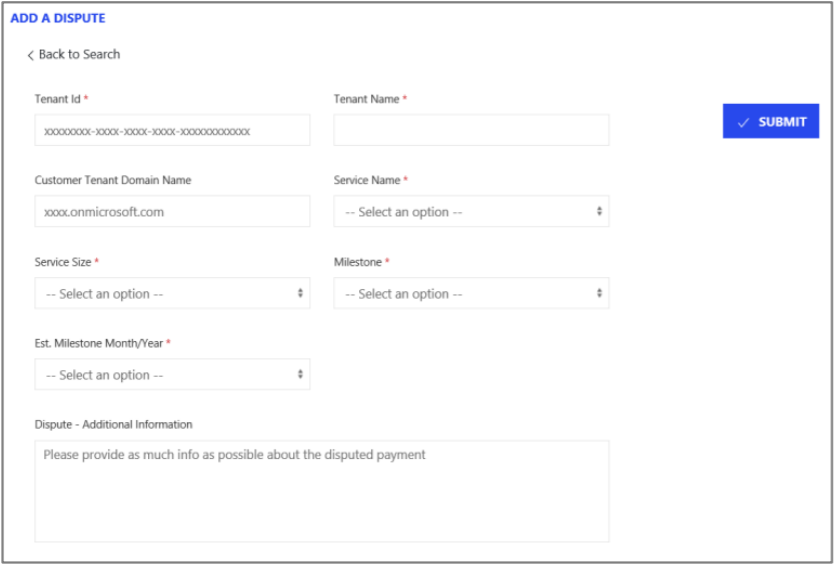 ADD A DISPUTE
< Back to Search
Tenant Id *
Tenant Name *
xxxxxxxx-xxxx-xxxx-xxxx-xxxxxxxxxxxx
SUBMIT
Customer Tenant Domain Name
Service Name *
xxxx.onmicrosoft.com
-- Select an option --
Service Size *
Milestone *
-- Select an option --
-- Select an option --
Est. Milestone Month/Year *
-- Select an option --
Dispute - Additional Information
Please provide as much info as possible about the disputed payment